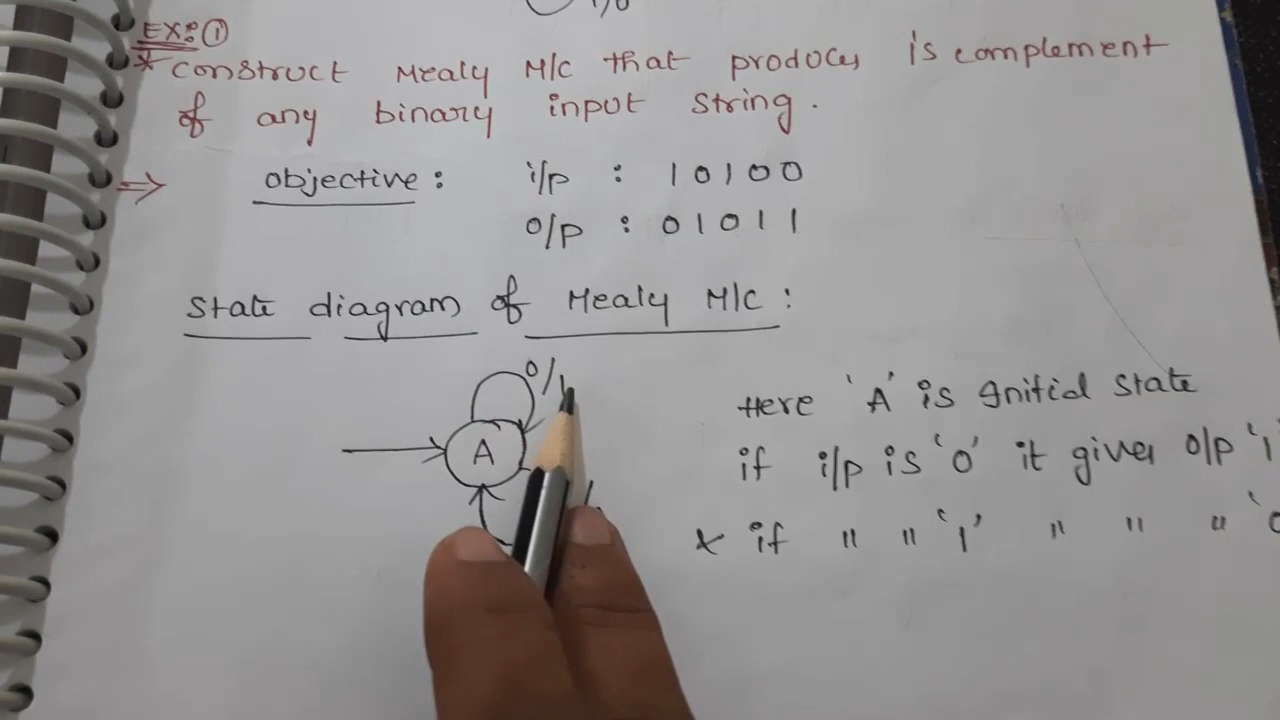 EX:①
* construct Mealy M/c that produces is complement
of any binary input string.
⇒ objective: i/p : 10100
o/p : 01011
State diagram of Mealy M/c :
0/1
A
Here 'A' is Initial state
if i/p is '0' it gives o/p '1
* if " " '1' " " "